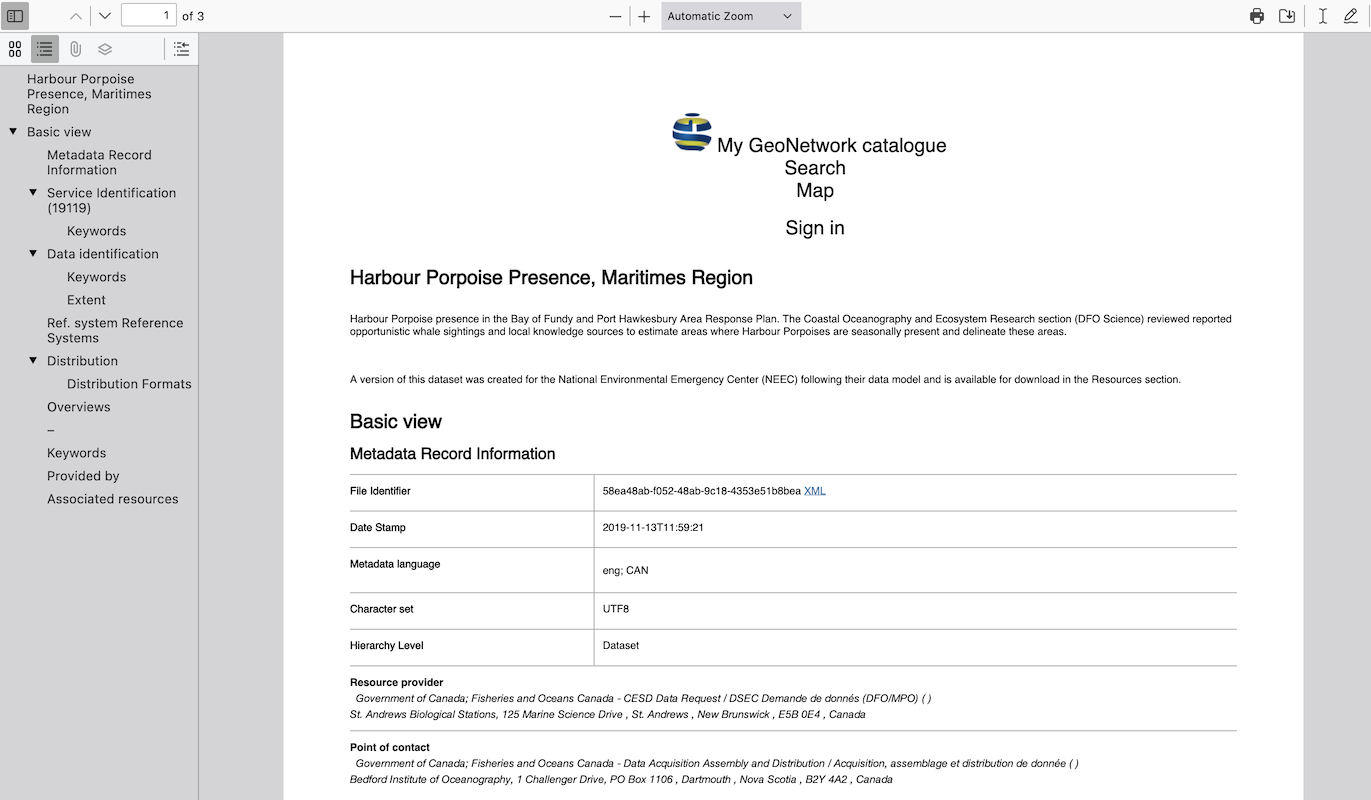 1 of 3
Automatic Zoom
Harbour Porpoise
Presence, Maritimes
Region
Basic view
Metadata Record
Information
Service Identification
(19119)
Keywords
Data identification
Keywords
Extent
Ref. system Reference
Systems
Distribution
Distribution Formats
Overviews
–
Keywords
Provided by
Associated resources
My GeoNetwork catalogue
Search
Map
Sign in
Harbour Porpoise Presence, Maritimes Region
Harbour Porpoise presence in the Bay of Fundy and Port Hawkesbury Area Response Plan. The Coastal Oceanography and Ecosystem Research section (DFO Science) reviewed reported
opportunistic whale sightings and local knowledge sources to estimate areas where Harbour Porpoises are seasonally present and delineate these areas.
A version of this dataset was created for the National Environmental Emergency Center (NEEC) following their data model and is available for download in the Resources section.
Basic view
Metadata Record Information
File Identifier 58ea48ab-f052-48ab-9c18-4353e51b8bea XML
Date Stamp 2019-11-13T11:59:21
Metadata language eng; CAN
Character set UTF8
Hierarchy Level Dataset
Resource provider
Government of Canada; Fisheries and Oceans Canada - CESD Data Request / DSEC Demande de donnés (DFO/MPO) ( )
St. Andrews Biological Stations, 125 Marine Science Drive , St. Andrews , New Brunswick , E5B 0E4 , Canada
Point of contact
Government of Canada; Fisheries and Oceans Canada - Data Acquisition Assembly and Distribution / Acquisition, assemblage et distribution de donnée ( )
Bedford Institute of Oceanography, 1 Challenger Drive, PO Box 1106 , Dartmouth , Nova Scotia , B2Y 4A2 , Canada